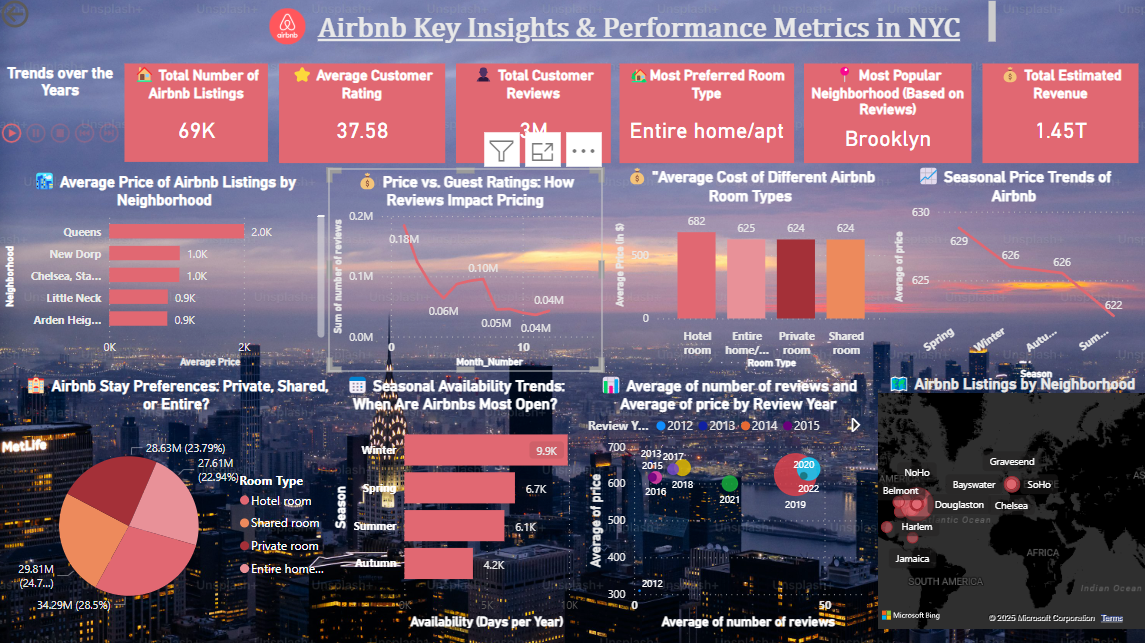 Airbnb Key Insights & Performance Metrics in NYC
airbnb
Trends over the
Years
Total Number of
Airbnb Listings
69K
Average Customer
Rating
37.58
Total Customer
Reviews
3M
Most Preferred Room
Type
Entire home/apt
Most Popular
Neighborhood (Based on
Reviews)
Brooklyn
Total Estimated
Revenue
1.45T
Average Price of Airbnb Listings by
Neighborhood
Neighborhood
Queens 2.0K
New Dorp 1.0K
Chelsea, Sta... 1.0K
Little Neck 0.9K
Arden Heig... 0.9K
0K 2K
Average Price
Price vs. Guest Ratings: How
Reviews Impact Pricing
Sum of number of reviews
0.2M
0.18M
0.1M
0.10M
0.06M
0.05M
0.04M
0.04M
0.0M
0 10
Month_Number
"Average Cost of Different Airbnb
Room Types
Average Price (in $)
682 625 624 624
500
0
Hotel
room
Entire
home/...
Private
room
Shared
room
Room Type
Seasonal Price Trends of
Airbnb
Average of price
630
629
626
626
625
622
Spring
Winter
Autu...
Sum...
Season
Airbnb Stay Preferences: Private, Shared,
or Entire?
MetLife
28.63M (23.79%)
27.61M
(22.94%)
29.81M
(24.7...)
34.29M (28.5%)
Room Type
Hotel room
Shared room
Private room
Entire home...
Seasonal Availability Trends:
When Are Airbnbs Most Open?
Season
Winter 9.9K
Spring 6.7K
Summer 6.1K
Autumn 4.2K
0K 5K 10K
Availability (Days per Year)
Average of number of reviews and
Average of price by Review Year
Review Y... 2012 2013 2014 2015
Average of price
700
600
500
400
300
2013
2017
2015
2016
2018
2021
2020
2022
2019
2012
0 50
Average of number of reviews
Airbnb Listings by Neighborhood
NoHo
Gravesend
Belmont
Bayswater
SoHo
Douglaston
Chelsea
Harlem
Jamaica
AFRICA
SOUTH AMERICA
Atlantic Ocean
Indian Ocean
Microsoft Bing
© 2025 Microsoft Corporation Terms
Unsplash+